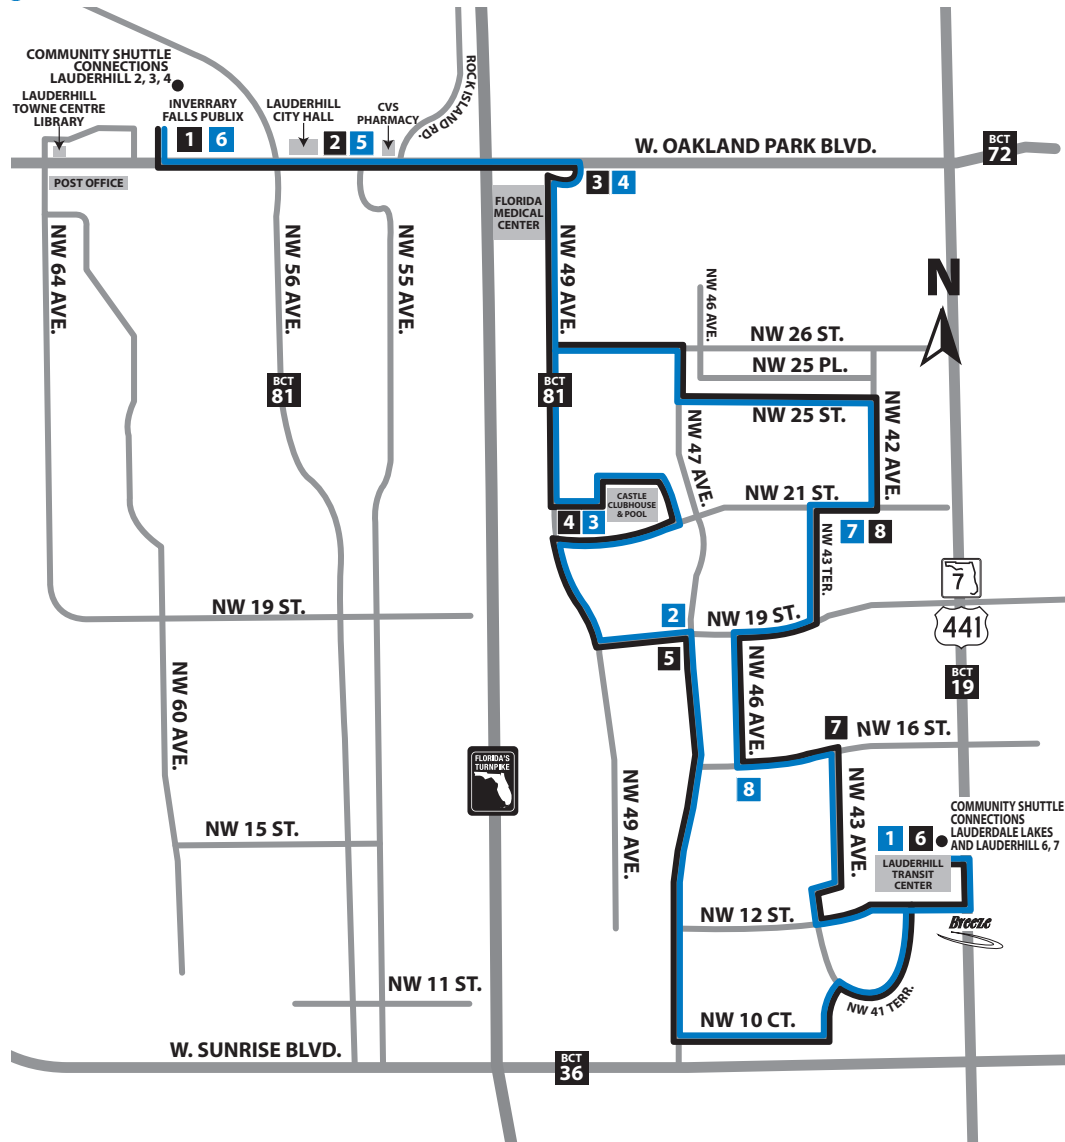 COMMUNITY SHUTTLE
CONNECTIONS
LAUDERHILL 2, 3, 4
LAUDERHILL
TOWNE CENTRE
LIBRARY
INVERRARY
FALLS PUBLIX
1 6
LAUDERHILL
CITY HALL
2 5
CVS
PHARMACY
ROCK ISLAND RD.
W. OAKLAND PARK BLVD.
BCT
72
POST OFFICE
3 4
FLORIDA
MEDICAL
CENTER
NW 64 AVE.
NW 56 AVE.
NW 55 AVE.
NW 49 AVE.
NW 46 AVE.
N
NW 26 ST.
NW 25 PL.
BCT
81
BCT
81
NW 25 ST.
NW 42 AVE.
NW 47 AVE.
NW 21 ST.
CASTLE
CLUBHOUSE
& POOL
4 3
7 8
NW 43 TER.
7
441
NW 19 ST.
2
NW 19 ST.
5
BCT
19
NW 60 AVE.
NW 46 AVE.
7
NW 16 ST.
FLORIDA'S
TURNPIKE
NW 49 AVE.
8
NW 43 AVE.
COMMUNITY SHUTTLE
CONNECTIONS
LAUDERDALE LAKES
AND LAUDERHILL 6, 7
NW 15 ST.
1 6
LAUDERHILL
TRANSIT
CENTER
NW 12 ST.
Breeze
NW 11 ST.
NW 41 TERR.
NW 10 CT.
W. SUNRISE BLVD.
BCT
36